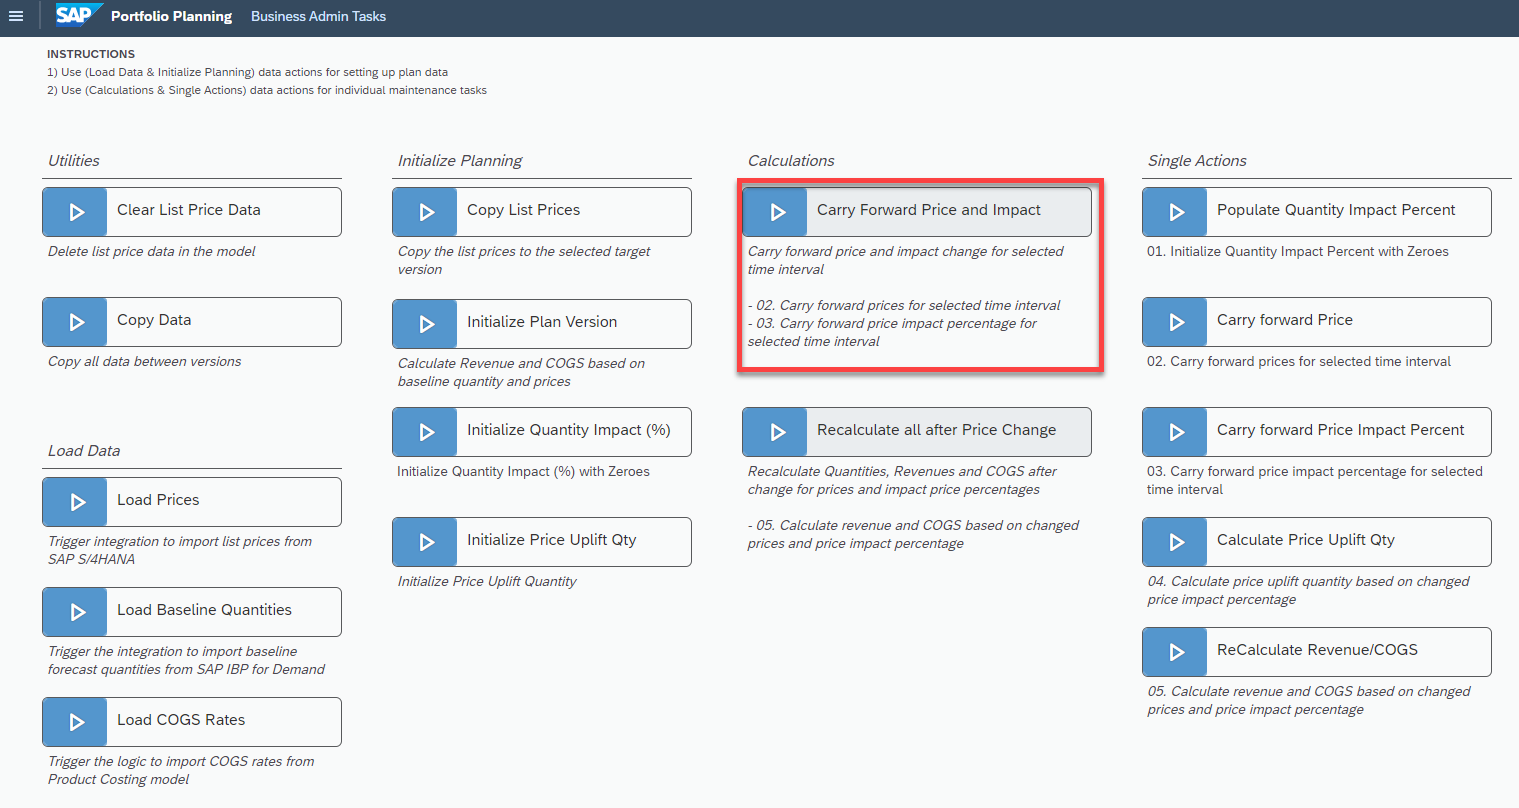 SAP Portfolio Planning Business Admin Tasks
INSTRUCTIONS
1) Use (Load Data & Initialize Planning) data actions for setting up plan data
2) Use (Calculations & Single Actions) data actions for individual maintenance tasks
Utilities
Clear List Price Data
Delete list price data in the model
Copy Data
Copy all data between versions
Load Data
Load Prices
Trigger integration to import list prices from
SAP S/4HANA
Load Baseline Quantities
Trigger the integration to import baseline
forecast quantities from SAP IBP for Demand
Load COGS Rates
Trigger the logic to import COGS rates from
Product Costing model
Initialize Planning
Copy List Prices
Copy the list prices to the selected target
version
Initialize Plan Version
Calculate Revenue and COGS based on
baseline quantity and prices
Initialize Quantity Impact (%)
Initialize Quantity Impact (%) with Zeroes
Initialize Price Uplift Qty
Initialize Price Uplift Quantity
Calculations
Carry Forward Price and Impact
Carry forward price and impact change for selected
time interval
- 02. Carry forward prices for selected time interval
- 03. Carry forward price impact percentage for
selected time interval
Recalculate all after Price Change
Recalculate Quantities, Revenues and COGS after
change for prices and impact price percentages
- 05. Calculate revenue and COGS based on changed
prices and price impact percentage
Single Actions
Populate Quantity Impact Percent
01. Initialize Quantity Impact Percent with Zeroes
Carry forward Price
02. Carry forward prices for selected time interval
Carry forward Price Impact Percent
03. Carry forward price impact percentage for selected
time interval
Calculate Price Uplift Qty
04. Calculate price uplift quantity based on changed
price impact percentage
ReCalculate Revenue/COGS
05. Calculate revenue and COGS based on changed
prices and price impact percentage